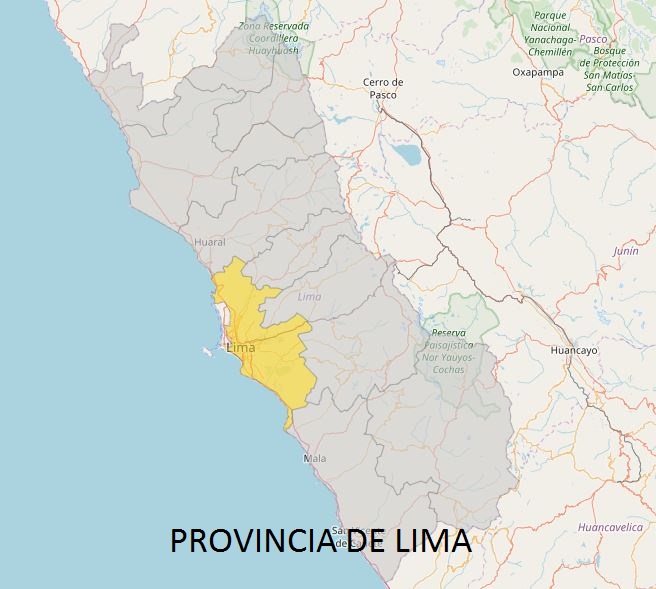 Zona Reservada
Cordillera
Huayhuash
Parque
Nacional
Yanachaga-
Chemillén
Pasco
Bosque
de Protección
San Matías-
San Carlos
Oxapampa
Cerro de
Pasco
Huaral
Junín
Lima
Reserva
Paisajística
Nor Yauyos-
Cochas
Lima
Huancayo
Mala
Huancavelica
PROVINCIA DE LIMA